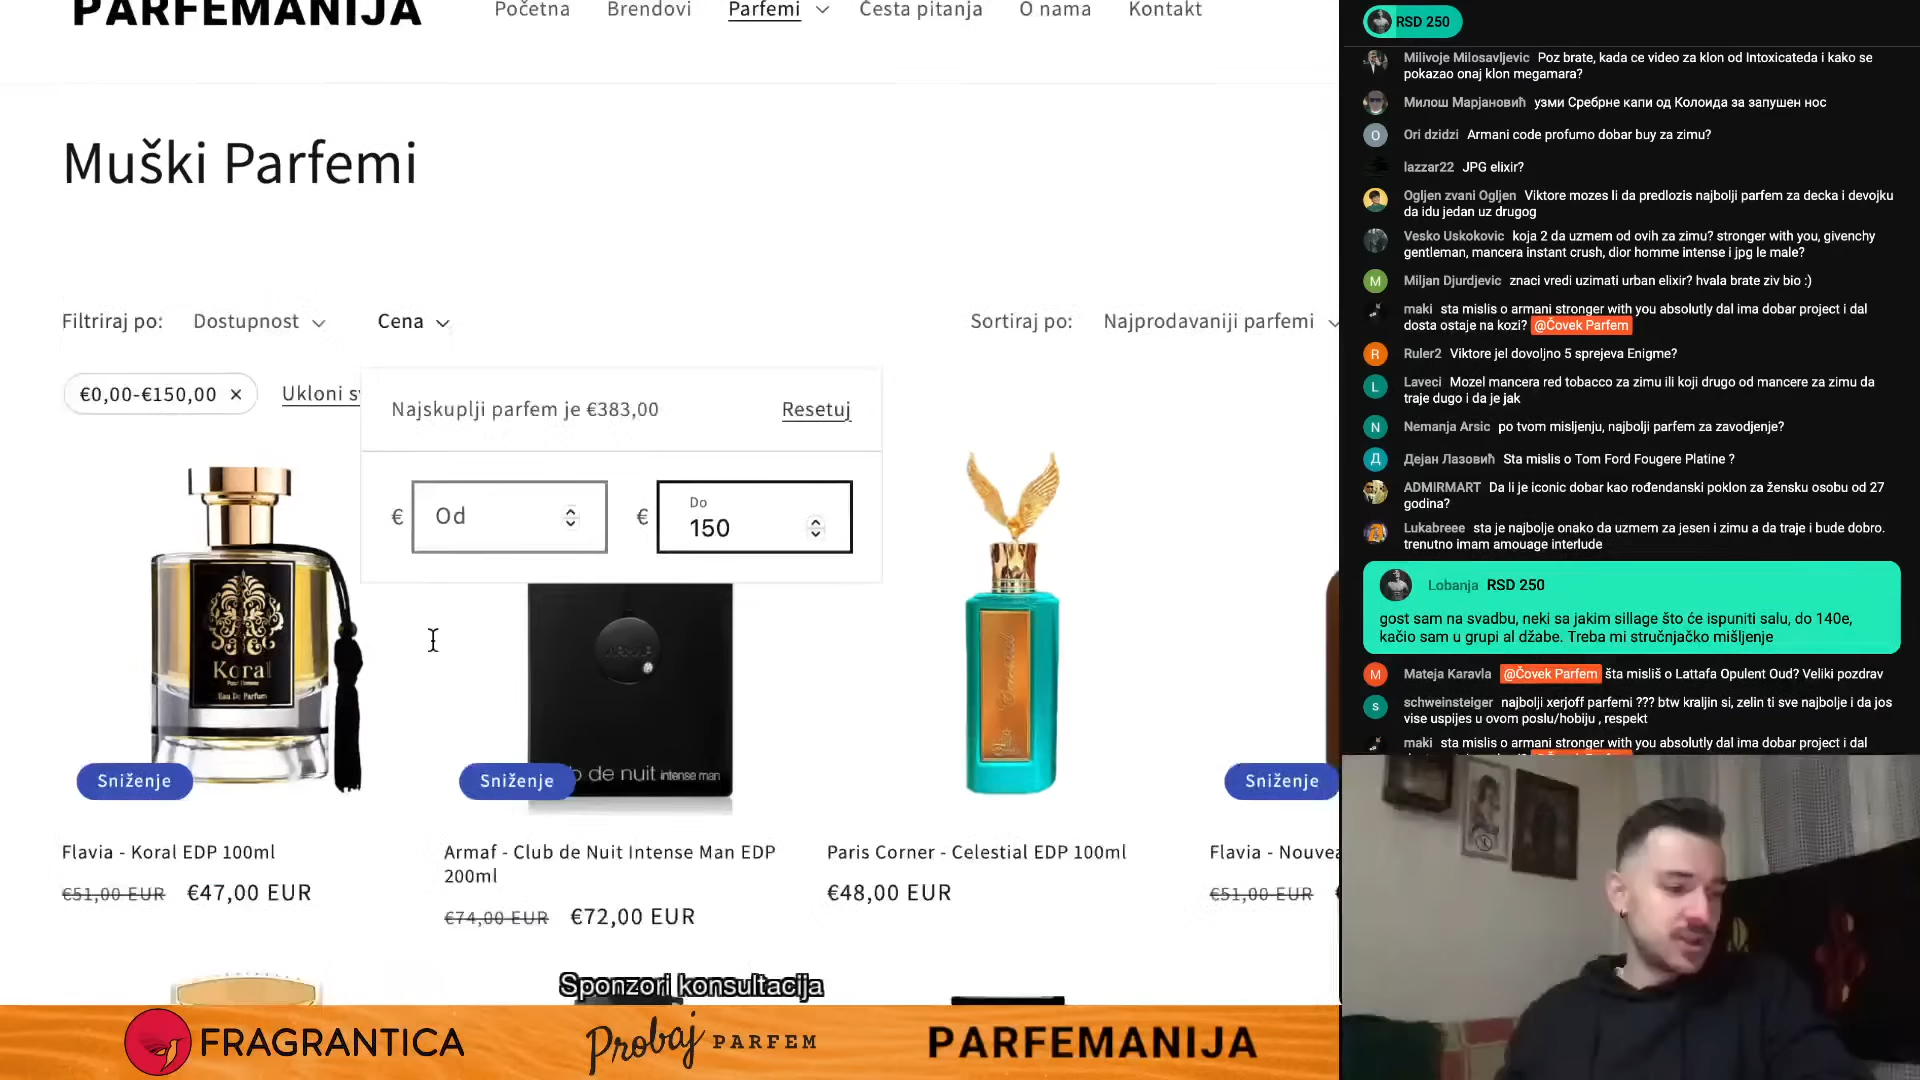 PARFEMANIJA
Početna
Brendovi
Parfemi
Česta pitanja
O nama
Kontakt
Muški Parfemi
Filtriraj po:
Dostupnost
Cena
Sortiraj po:
Najprodavaniji parfemi
€0,00-€150,00 ×
Ukloni
Najskuplji parfem je €383,00
Resetuj
€
Od
€
Do
150
Koral
Eau De Parfum
de nuit intense man
Sniženje
Sniženje
Sniženje
Flavia - Koral EDP 100ml
€51,00 EUR €47,00 EUR
Armaf - Club de Nuit Intense Man EDP
200ml
€74,00 EUR €72,00 EUR
Paris Corner - Celestial EDP 100ml
€48,00 EUR
Flavia - Nouvea
€51,00 EUR
Sponzori konsultacija
FRAGRANTICA
Probaj PARFEM
PARFEMANIJA
RSD 250
Milivoje Milosavljevic Poz brate, kada ce video za klon od Intoxicateda i kako se
pokazao onaj klon megamara?
Милош Марјановић узми Сребрне капи од Колоида за запушен нос
O
Ori dzidzi Armani code profumo dobar buy za zimu?
lazzar22 JPG elixir?
Ogljen zvani Ogljen Viktore mozes li da predlozis najbolji parfem za decka i devojku
da idu jedan uz drugog
Vesko Uskokovic koja 2 da uzmem od ovih za zimu? stronger with you, givenchy
gentleman, mancera instant crush, dior homme intense i jpg le male?
M
Miljan Djurdjevic znaci vredi uzimati urban elixir? hvala brate ziv bio :)
maki sta mislis o armani stronger with you absolutly dal ima dobar project i dal
dosta ostaje na kozi? @Čovek Parfem
R
Ruler2 Viktore jel dovoljno 5 sprejeva Enigme?
L
Laveci Mozel mancera red tobacco za zimu ili koji drugo od mancere za zimu da
traje dugo i da je jak
N
Nemanja Arsic po tvom misljenju, najbolji parfem za zavodjenje?
Д
Дејан Лазовић Sta mislis o Tom Ford Fougere Platine ?
ADMIRMART Da li je iconic dobar kao rođendanski poklon za žensku osobu od 27
godina?
Lukabreee sta je najbolje onako da uzmem za jesen i zimu a da traje i bude dobro.
trenutno imam amouage interlude
Lobanja RSD 250
gost sam na svadbu, neki sa jakim sillage što će ispuniti salu, do 140e,
kačio sam u grupi al džabe. Treba mi stručnjačko mišljenje
M
Mateja Karavla @Čovek Parfem šta misliš o Lattafa Opulent Oud? Veliki pozdrav
s
schweinsteiger najbolji xerjoff parfemi ??? btw kraljin si, zelin ti sve najbolje i da jos
vise uspijes u ovom poslu/hobiju , respekt
maki sta mislis o armani stronger with you absolutly dal ima dobar project i dal